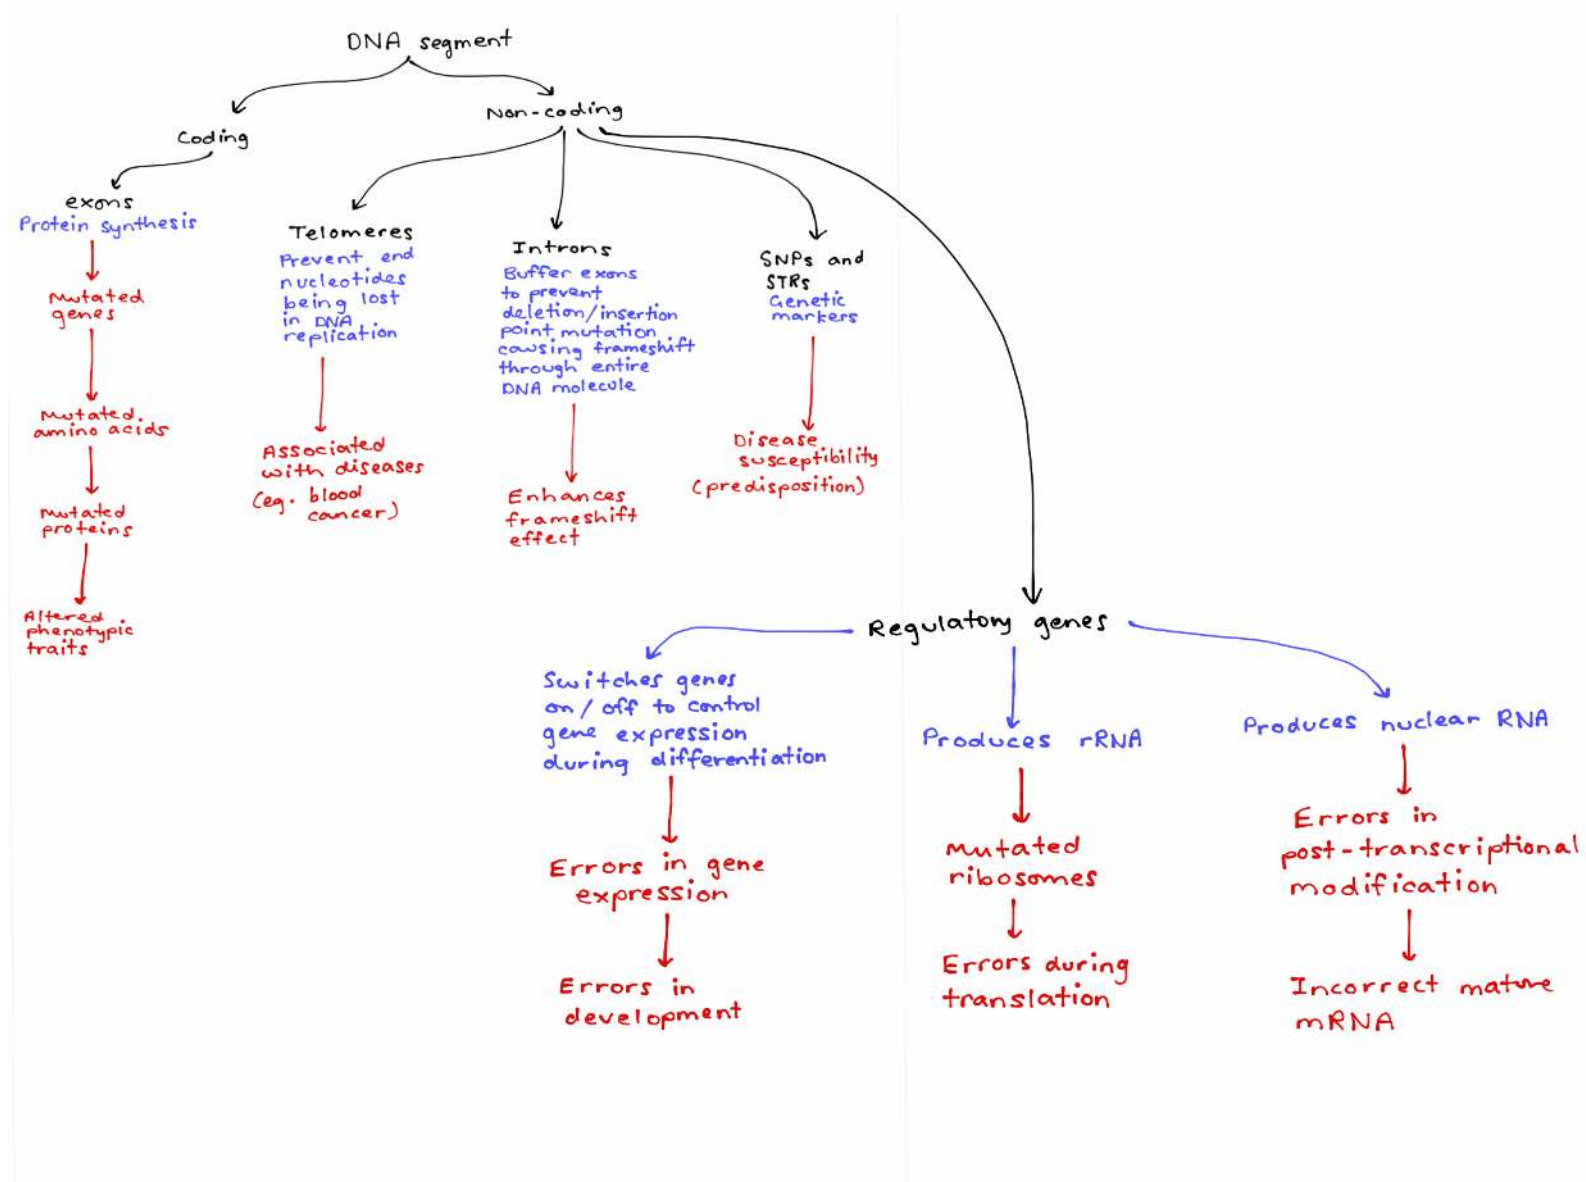 DNA segment
Coding
Non-coding
exons
Protein synthesis
Mutated
genes
Mutated
amino acids
Mutated
proteins
Altered
phenotypic
traits
Telomeres
Prevent end
nucleotides
being lost
in DNA
replication
Associated
with diseases
(eg. blood
cancer)
Introns
Buffer exons
to prevent
deletion/insertion
point mutation
causing frameshift
through entire
DNA molecule
Enhances
frameshift
effect
SNPs and
STRs
Genetic
markers
Disease
susceptibility
(predisposition)
Regulatory genes
Switches genes
on / off to control
gene expression
during differentiation
Errors in gene
expression
Errors in
development
Produces rRNA
Mutated
ribosomes
Errors during
translation
Produces nuclear RNA
Errors in
post-transcriptional
modification
Incorrect mature
mRNA